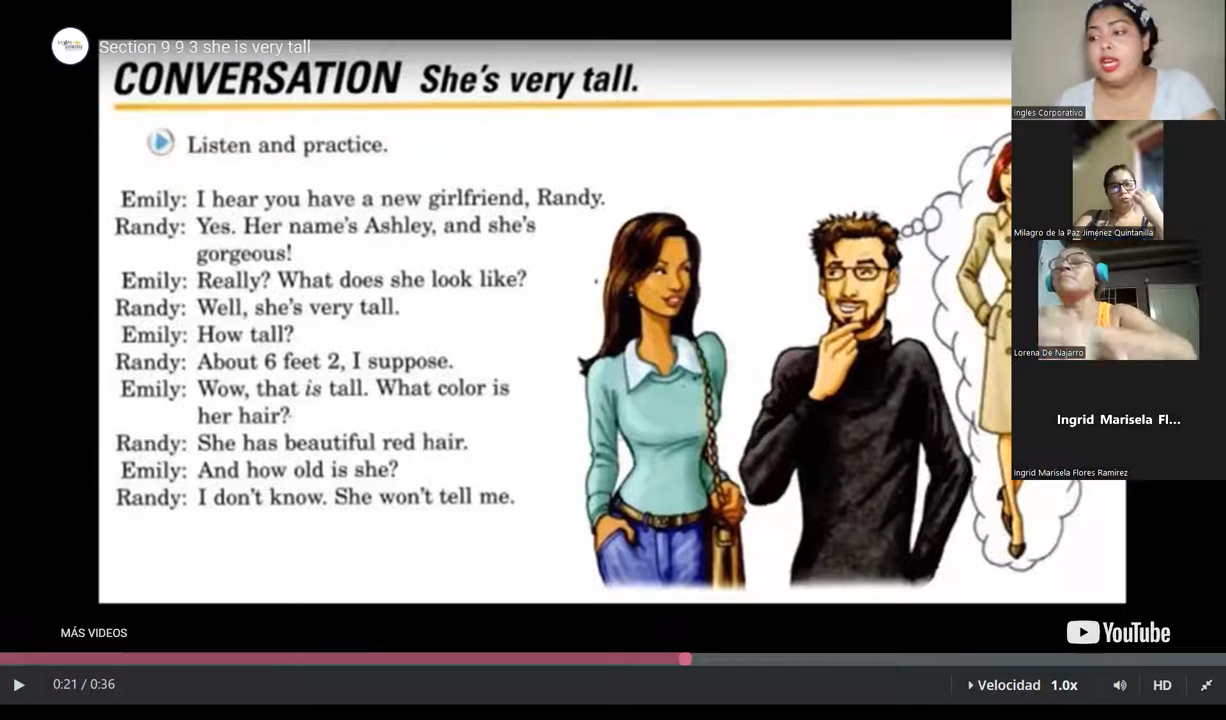 Section 9 9 3 she is very tall
CONVERSATION She's very tall.
Listen and practice.
Emily: I hear you have a new girlfriend, Randy.
Randy: Yes. Her name's Ashley, and she's
gorgeous!
Emily: Really? What does she look like?
Randy: Well, she's very tall.
Emily: How tall?
Randy: About 6 feet 2, I suppose.
Emily: Wow, that is tall. What color is
her hair?
Randy: She has beautiful red hair.
Emily: And how old is she?
Randy: I don't know. She won't tell me.
Ingles Corporativo
Milagro de la Paz Jiménez Quintanilla
Lorena De Najarro
Ingrid Marisela Fl...
Ingrid Marisela Flores Ramirez
MÁS VIDEOS
YouTube
0:21 / 0:36
Velocidad 1.0x
HD